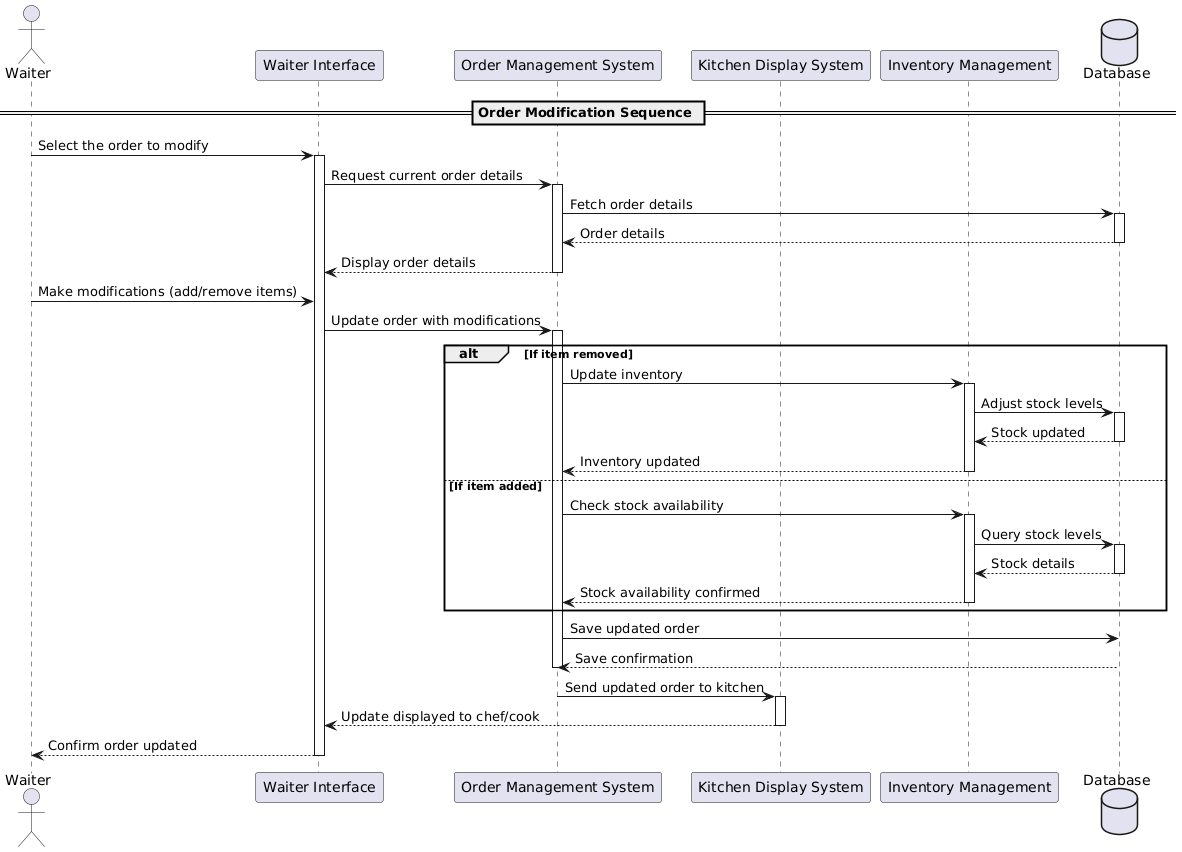 Waiter
Waiter Interface
Order Management System
Kitchen Display System
Inventory Management
Database
Order Modification Sequence
Select the order to modify
Request current order details
Fetch order details
Order details
Display order details
Make modifications (add/remove items)
Update order with modifications
alt
[If item removed]
Update inventory
Adjust stock levels
Stock updated
Inventory updated
[If item added]
Check stock availability
Query stock levels
Stock details
Stock availability confirmed
Save updated order
Save confirmation
Send updated order to kitchen
Update displayed to chef/cook
Confirm order updated
Waiter
Waiter Interface
Order Management System
Kitchen Display System
Inventory Management
Database